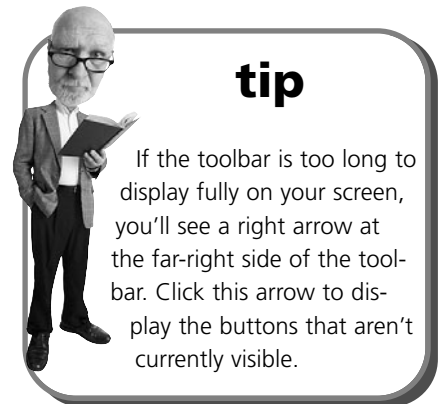 tip
If the toolbar is too long to
display fully on your screen,
you'll see a right arrow at
the far-right side of the tool-
bar. Click this arrow to dis-
play the buttons that aren't
currently visible.